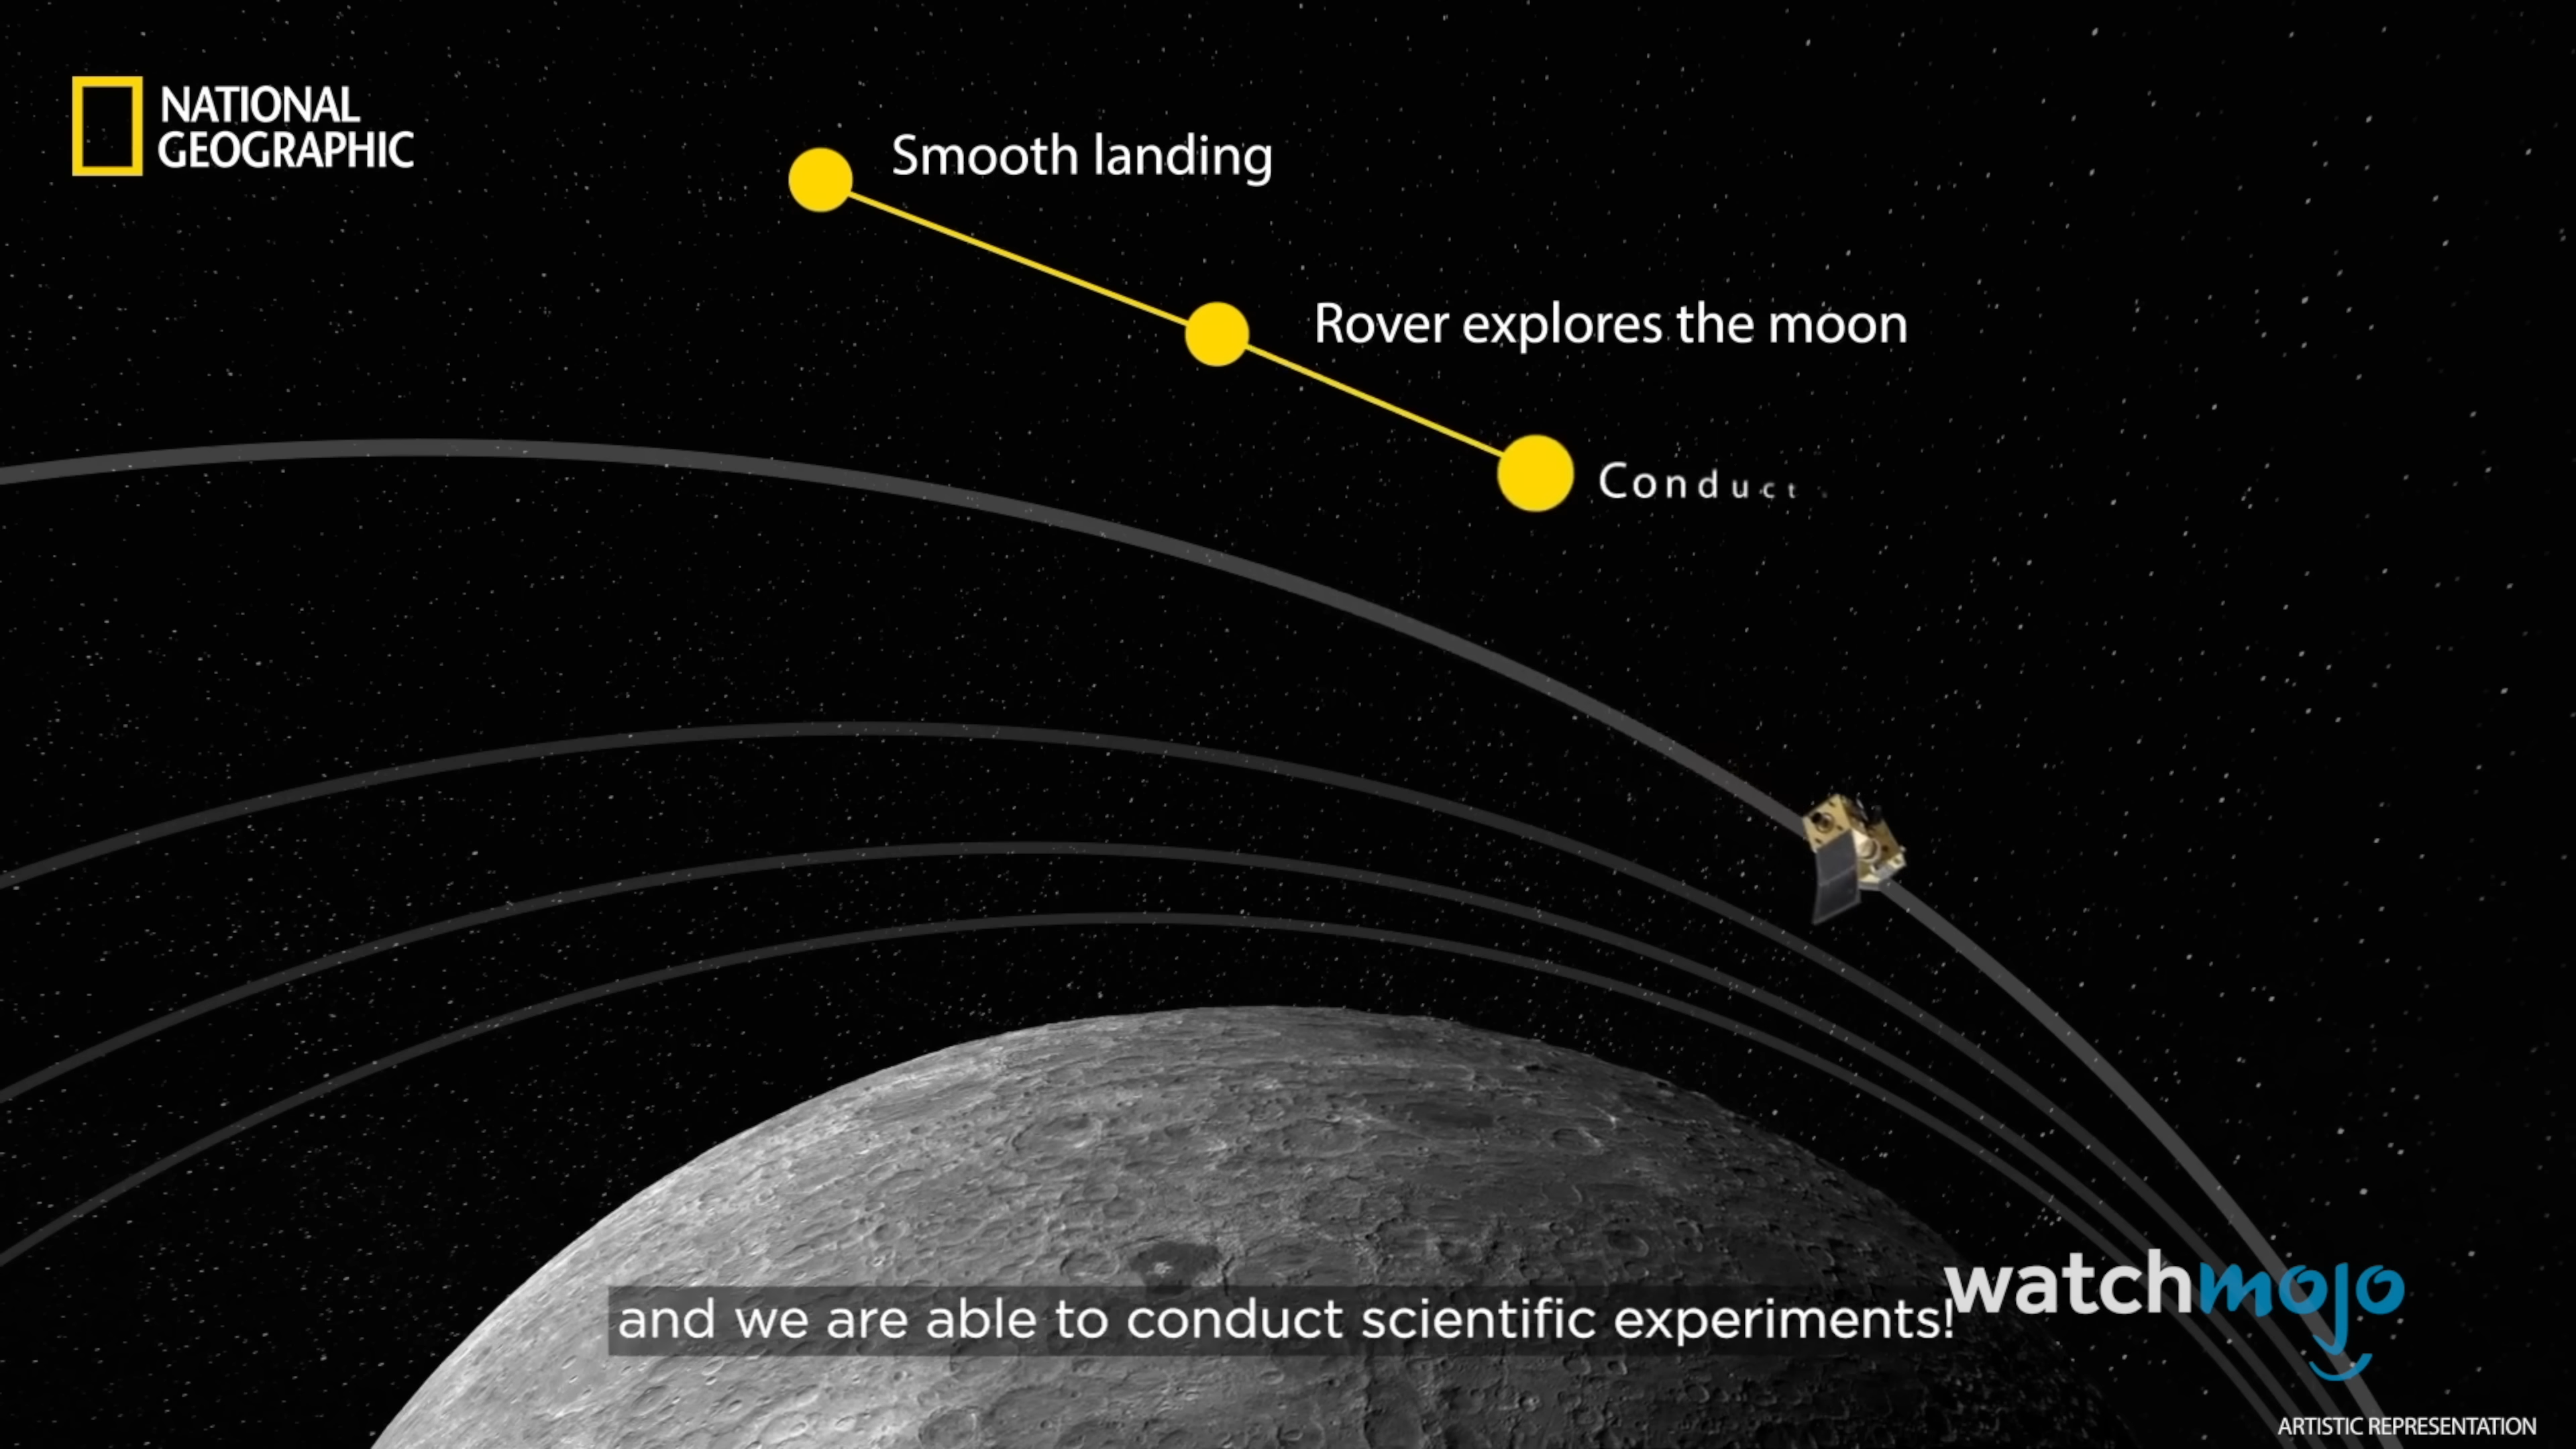 NATIONAL
GEOGRAPHIC
Smooth landing
Rover explores the moon
Conduct
and we are able to conduct scientific experiments!
watchmojo
ARTISTIC REPRESENTATION